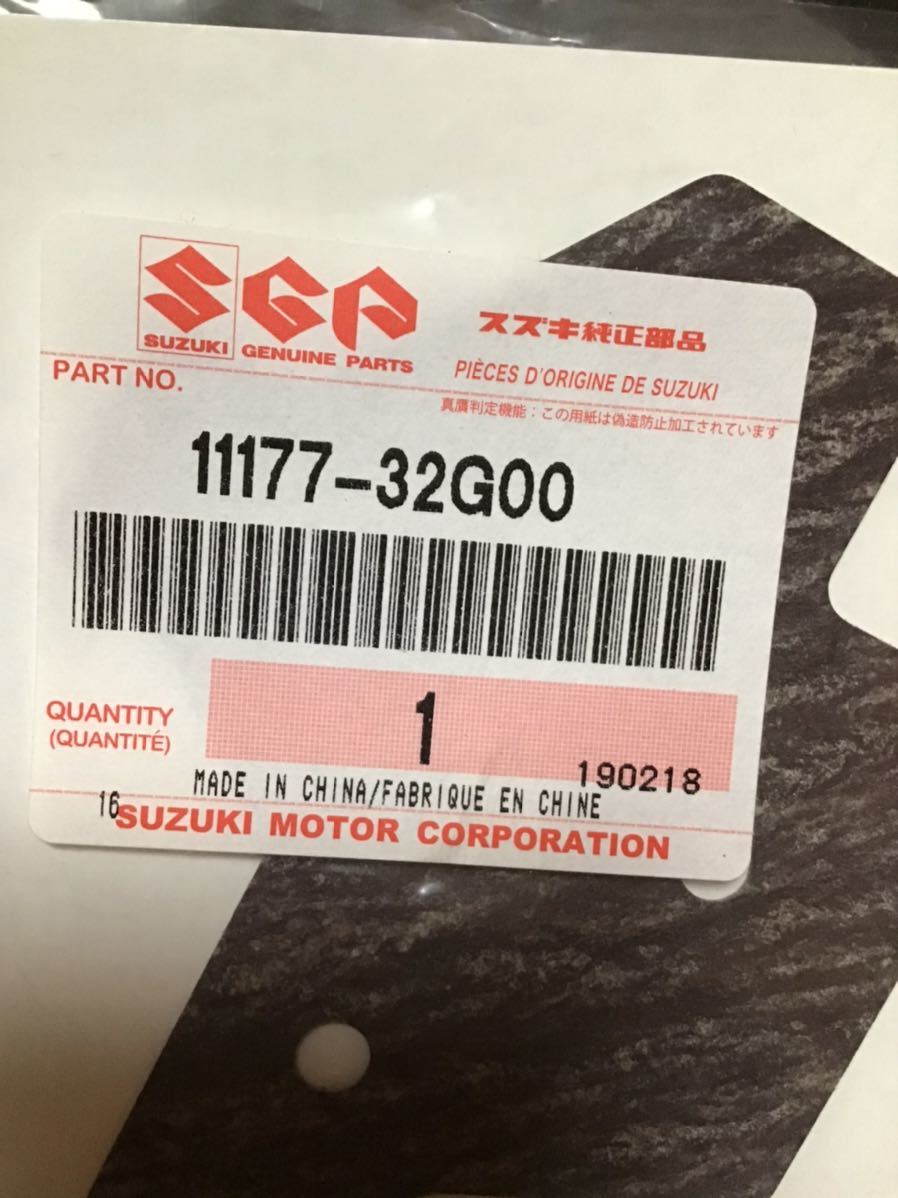 SGP
SUZUKI GENUINE PARTS
スズキ純正部品
PIÈCES D'ORIGINE DE SUZUKI
PART NO.
真贋判定機能：この用紙は偽造防止加工されています
11177-32G00
QUANTITY
(QUANTITÉ)
1
190218
MADE IN CHINA/FABRIQUE EN CHINE
16
SUZUKI MOTOR CORPORATION